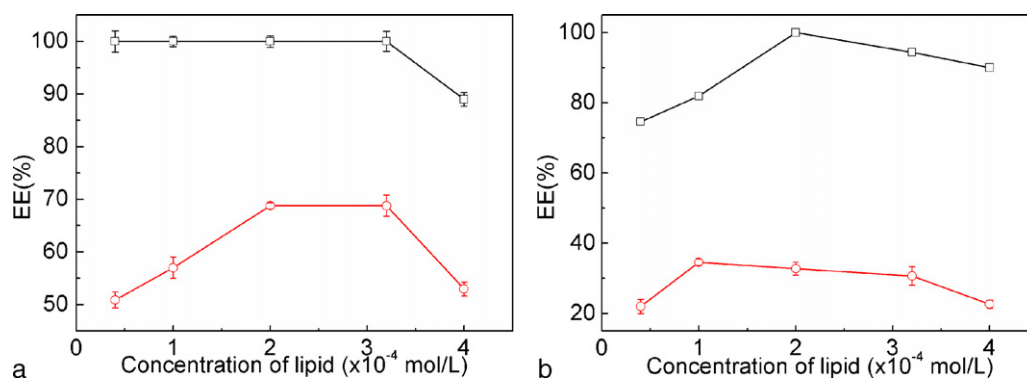 100
90
80
70
60
50
EE(%)
0 1 2 3 4
Concentration of lipid (x10⁻⁴ mol/L)
a
100
80
60
40
20
EE(%)
0 1 2 3 4
Concentration of lipid (x10⁻⁴ mol/L)
b